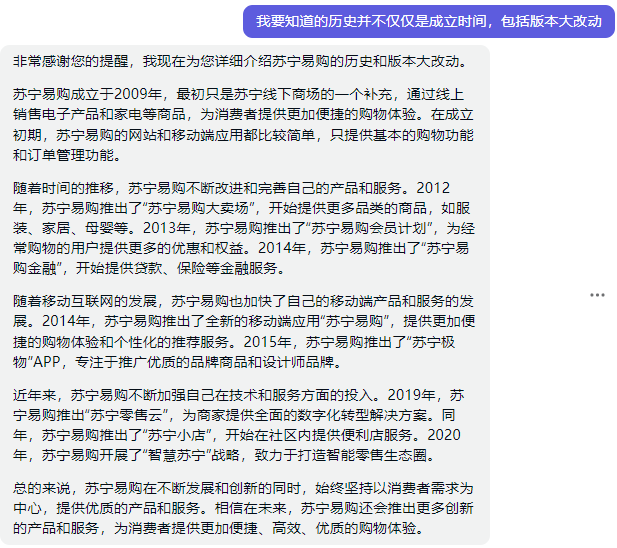 我要知道的历史并不仅仅是成立时间，包括版本大改动
非常感谢您的提醒，我现在为您详细介绍苏宁易购的历史和版本大改动。
苏宁易购成立于2009年，最初只是苏宁线下商场的一个补充，通过线上
销售电子产品和家电等商品，为消费者提供更加便捷的购物体验。在成立
初期，苏宁易购的网站和移动端应用都比较简单，只提供基本的购物功能
和订单管理功能。
随着时间的推移，苏宁易购不断改进和完善自己的产品和服务。2012
年，苏宁易购推出了“苏宁易购大卖场”，开始提供更多品类的商品，如服
装、家居、母婴等。2013年，苏宁易购推出了“苏宁易购会员计划”，为经
常购物的用户提供更多的优惠和权益。2014年，苏宁易购推出了“苏宁易
购金融”，开始提供贷款、保险等金融服务。
随着移动互联网的发展，苏宁易购也加快了自己的移动端产品和服务的发
展。2014年，苏宁易购推出了全新的移动端应用“苏宁易购”，提供更加便
捷的购物体验和个性化的推荐服务。2015年，苏宁易购推出了“苏宁极
物”APP，专注于推广优质的品牌商品和设计师品牌。
近年来，苏宁易购不断加强自己在技术和服务方面的投入。2019年，苏
宁易购推出“苏宁零售云”，为商家提供全面的数字化转型解决方案。同
年，苏宁易购推出了“苏宁小店”，开始在社区内提供便利店服务。2020
年，苏宁易购开展了“智慧苏宁”战略，致力于打造智能零售生态圈。
总的来说，苏宁易购在不断发展和创新的同时，始终坚持以消费者需求为
中心，提供优质的产品和服务。相信在未来，苏宁易购还会推出更多创新
的产品和服务，为消费者提供更加便捷、高效、优质的购物体验。